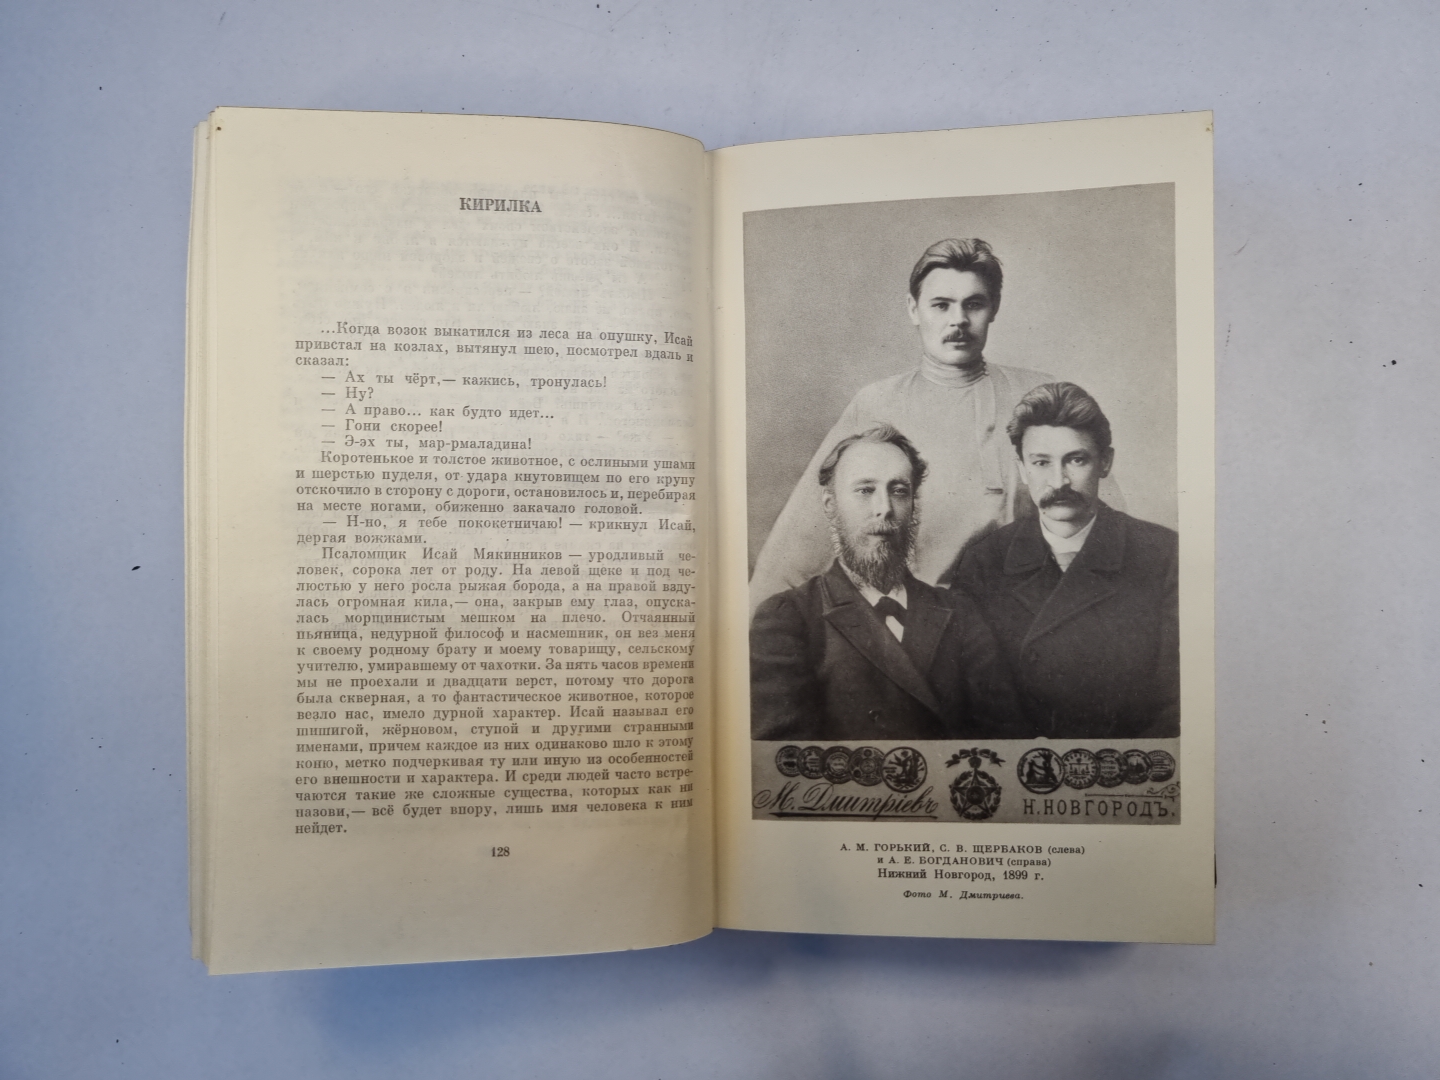 КИРИЛКА
...Когда возок выкатился из леса на опушку, Исай
привстал на козлах, вытянул шею, посмотрел вдаль и
сказал:
— Ах ты чёрт,— кажись, тронулась!
— Ну?
— А право... как будто идет...
— Гони скорее!
— Э-эх ты, мар-рмаладина!
Коротенькое и толстое животное, с ослиными ушами
и шерстью пуделя, от удара кнутовищем по его крупу
отскочило в сторону с дороги, остановилось и, перебирая
на месте ногами, обиженно закачало головой.
— Н-но, я тебе пококетничаю! — крикнул Исай,
дергая вожжами.
Псаломщик Исай Мякинников — уродливый че-
ловек, сорока лет от роду. На левой щеке и под че-
люстью у него росла рыжая борода, а на правой взду-
лась огромная кила,— она, закрыв ему глаз, опуска-
лась морщинистым мешком на плечо. Отчаянный
пьяница, недурной философ и насмешник, он вез меня
к своему родному брату и моему товарищу, сельскому
учителю, умиравшему от чахотки. За пять часов времени
мы не проехали и двадцати верст, потому что дорога
была скверная, а то фантастическое животное, которое
везло нас, имело дурной характер. Исай называл его
шишигой, жёрновом, ступой и другими странными
именами, причем каждое из них одинаково шло к этому
коню, метко подчеркивая ту или иную из особенностей
его внешности и характера. И среди людей часто встре-
чаются такие же сложные существа, которых как ни
назови,— всё будет впору, лишь имя человека к ним
нейдет.
128
М. Дмитріевъ
Н. НОВГОРОДЪ.
А. М. ГОРЬКИЙ, С. В. ЩЕРБАКОВ (слева)
и А. Е. БОГДАНОВИЧ (справа)
Нижний Новгород, 1899 г.
Фото М. Дмитриева.